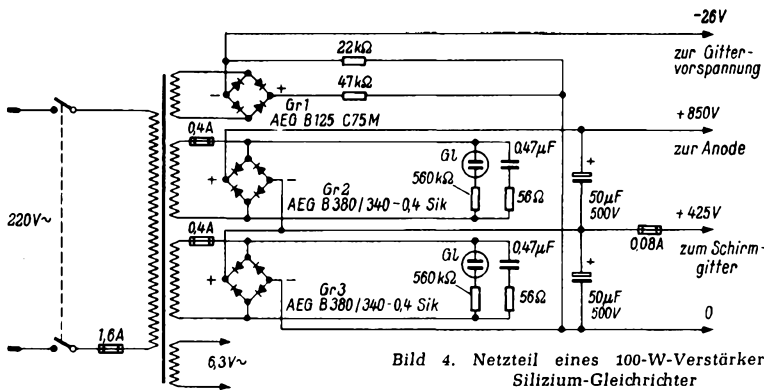 -26V
22kΩ
zur Gitter-
vorspannung
47kΩ
- +
Gr1
AEG B125 C75M
0,4A
+850V
zur Anode
+ -
Gl
0,47µF
560kΩ
56Ω
Gr2
AEG B380/340-0,4 Sik
+
50µF
500V
220V~
0,4A
+425V
0,08A
zum Schirm-
gitter
+ -
Gl
0,47µF
560kΩ
56Ω
Gr3
AEG B380/340-0,4 Sik
+
50µF
500V
0
1,6A
6,3V~
Bild 4. Netzteil eines 100-W-Verstärker
Silizium-Gleichrichter